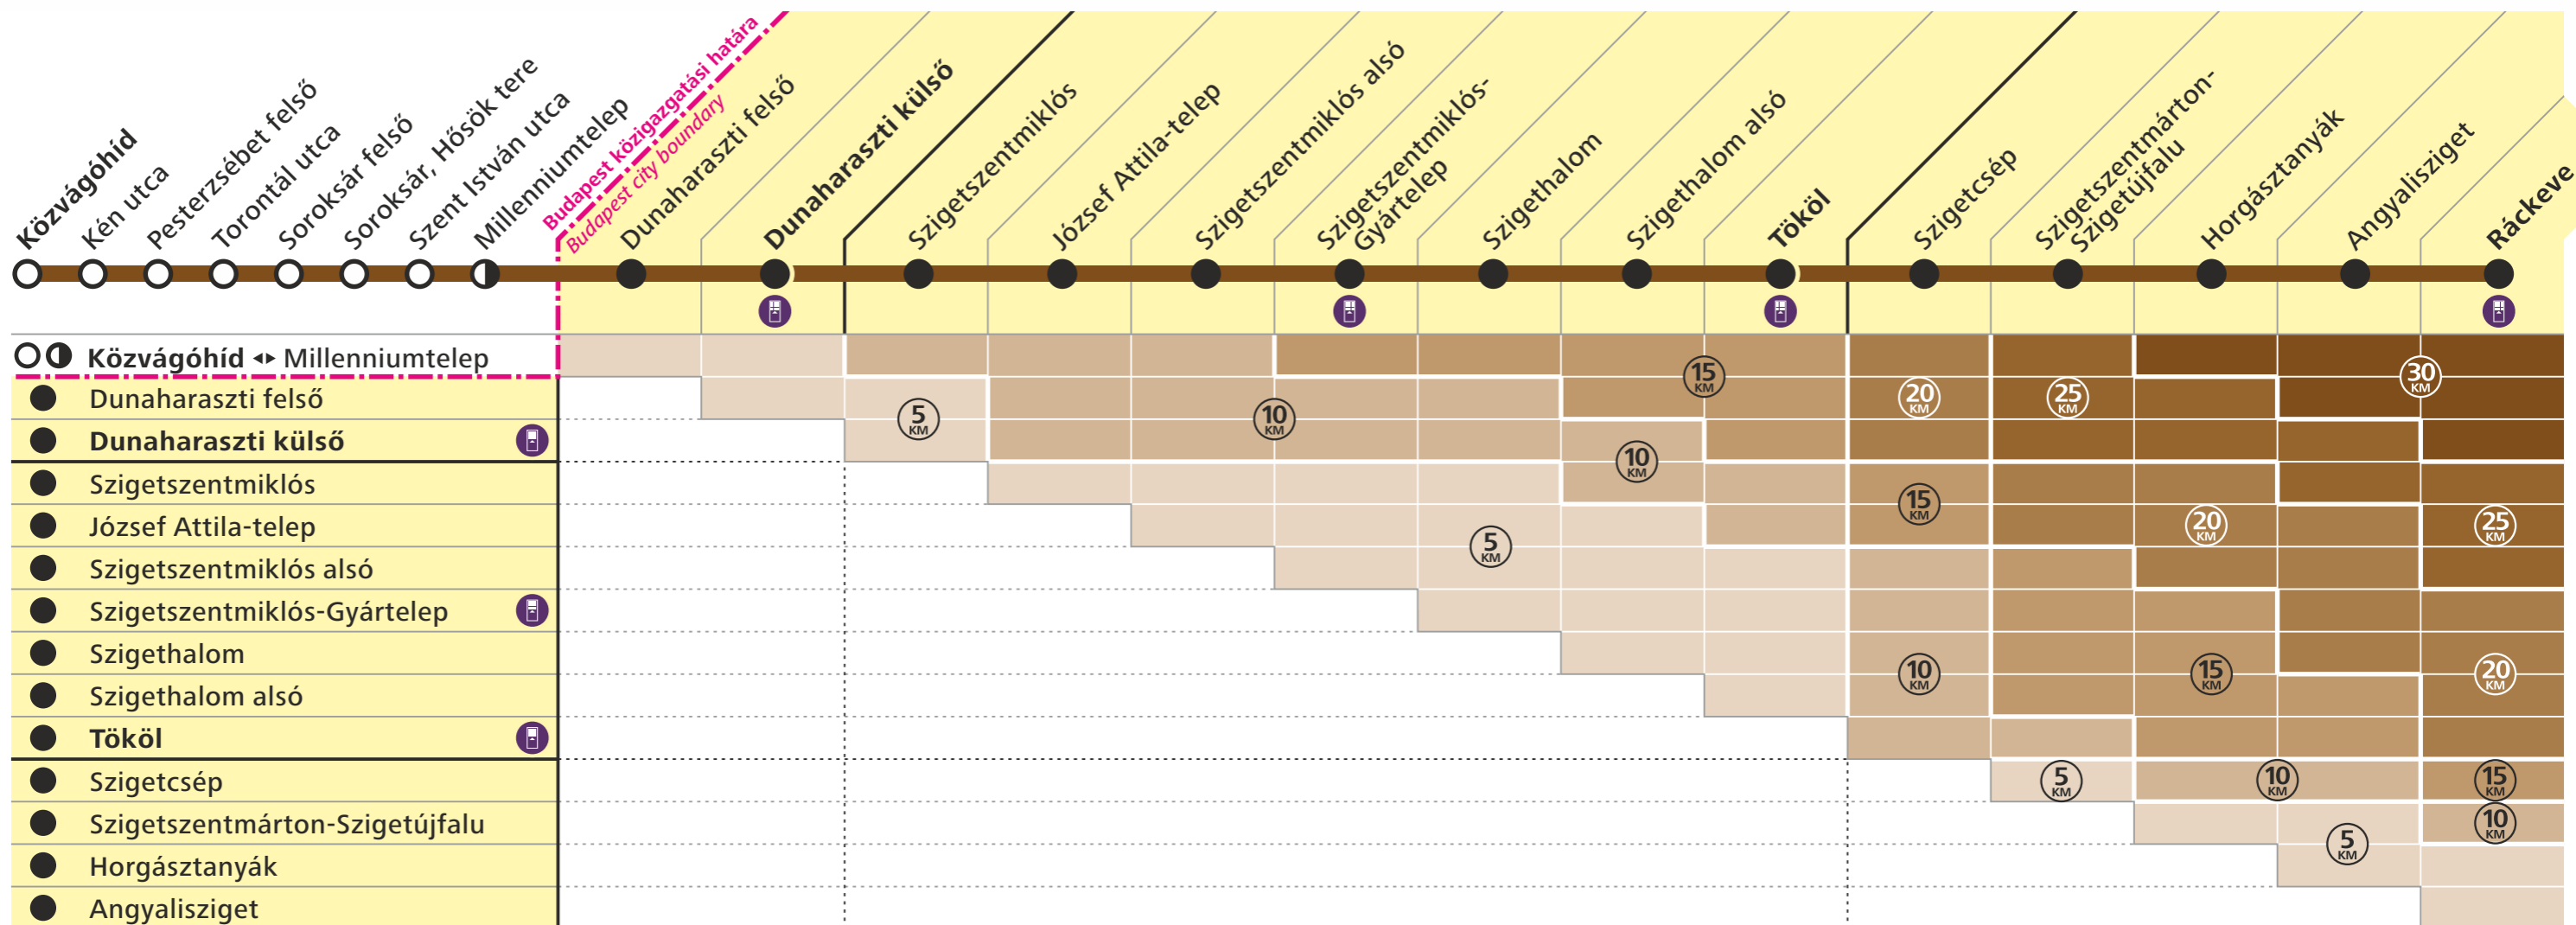 Közvágóhíd
Kén utca
Pesterzsébet felső
Torontál utca
Soroksár felső
Soroksár, Hősök tere
Szent István utca
Millenniumtelep
Budapest közigazgatási határa
Budapest city boundary
Dunaharaszti felső
Dunaharaszti külső
Szigetszentmiklós
József Attila-telep
Szigetszentmiklós alsó
Szigetszentmiklós-
Gyártelep
Szigethalom
Szigethalom alsó
Tököl
Szigetcsép
Szigetszentmárton-
Szigetújfalu
Horgásztanyák
Angyalisziget
Ráckeve
Közvágóhíd ◂▸ Millenniumtelep
15 KM
30 KM
Dunaharaszti felső
5 KM
10 KM
20 KM
25 KM
Dunaharaszti külső
10 KM
Szigetszentmiklós
15 KM
József Attila-telep
5 KM
20 KM
25 KM
Szigetszentmiklós alsó
Szigetszentmiklós-Gyártelep
Szigethalom
10 KM
15 KM
20 KM
Szigethalom alsó
Tököl
Szigetcsép
5 KM
10 KM
15 KM
Szigetszentmárton-Szigetújfalu
5 KM
10 KM
Horgásztanyák
Angyalisziget